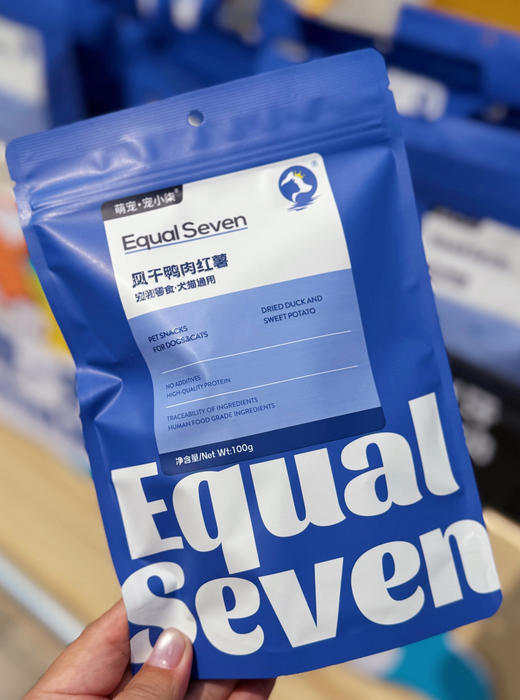 萌宠·宠小柒®
®
Equal Seven
风干鸭肉红薯
宠物零食·犬猫通用
PET SNACKS
FOR DOGS&CATS
DRIED DUCK AND
SWEET POTATO
NO ADDITIVES
HIGH-QUALITY PROTEIN
TRACEABILITY OF INGREDIENTS
HUMAN FOOD GRADE INGREDIENTS
净含量/Net Wt:100g
Equal
Seven